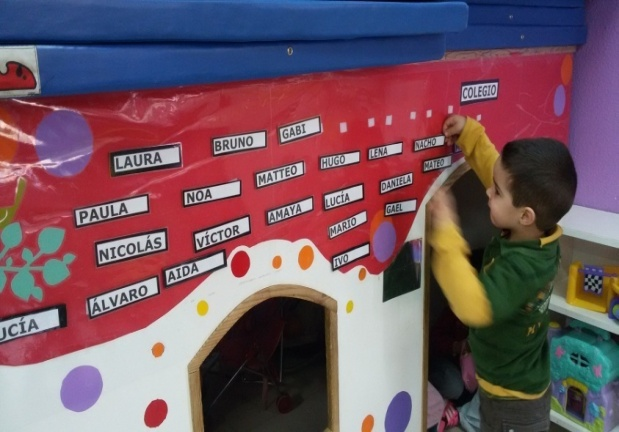 COLEGIO
LAURA
BRUNO
GABI
PAULA
NOA
MATTEO
HUGO
LENA
NACHO
NICOLÁS
VÍCTOR
AMAYA
LUCÍA
DANIELA
MATEO
ÁLVARO
AIDA
MARIO
GAEL
IVO
UCÍA